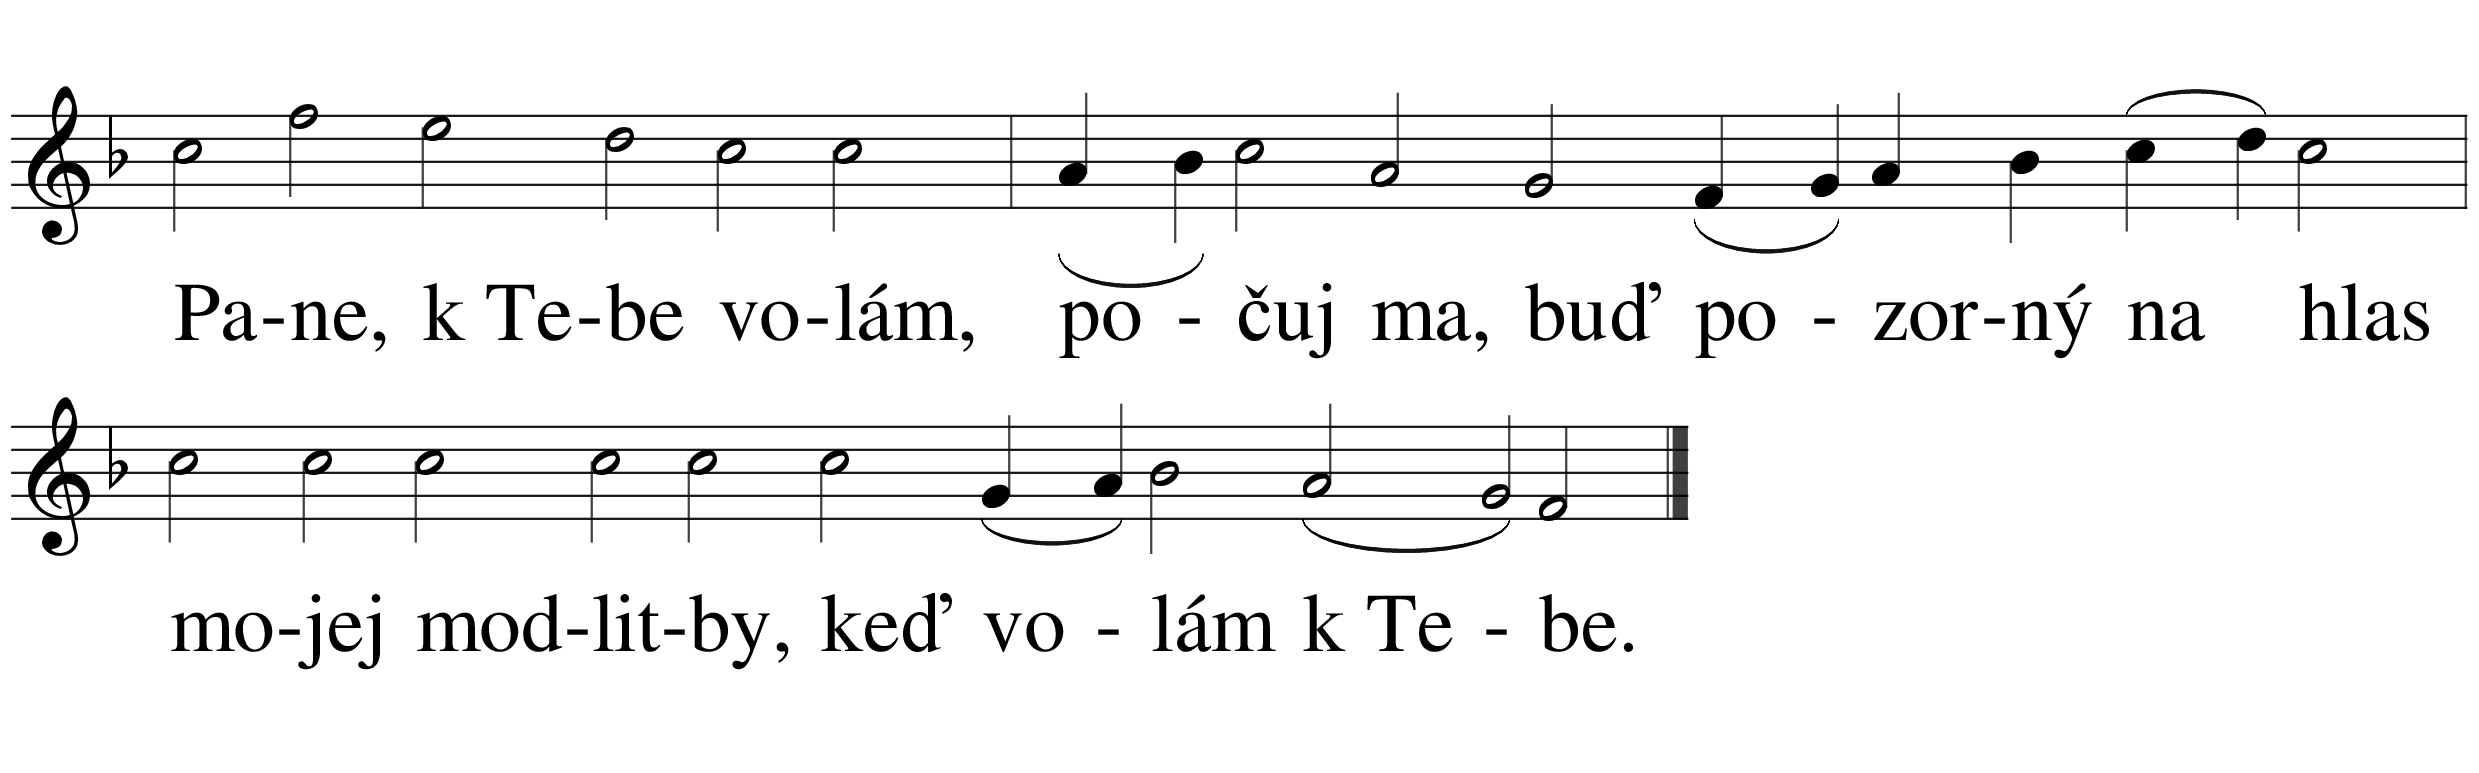 Pa-ne, k Te-be vo-lám, po - čuj ma, buď po - zor-ný na hlas
mo-jej mod-lit-by, keď vo - lám k Te - be.